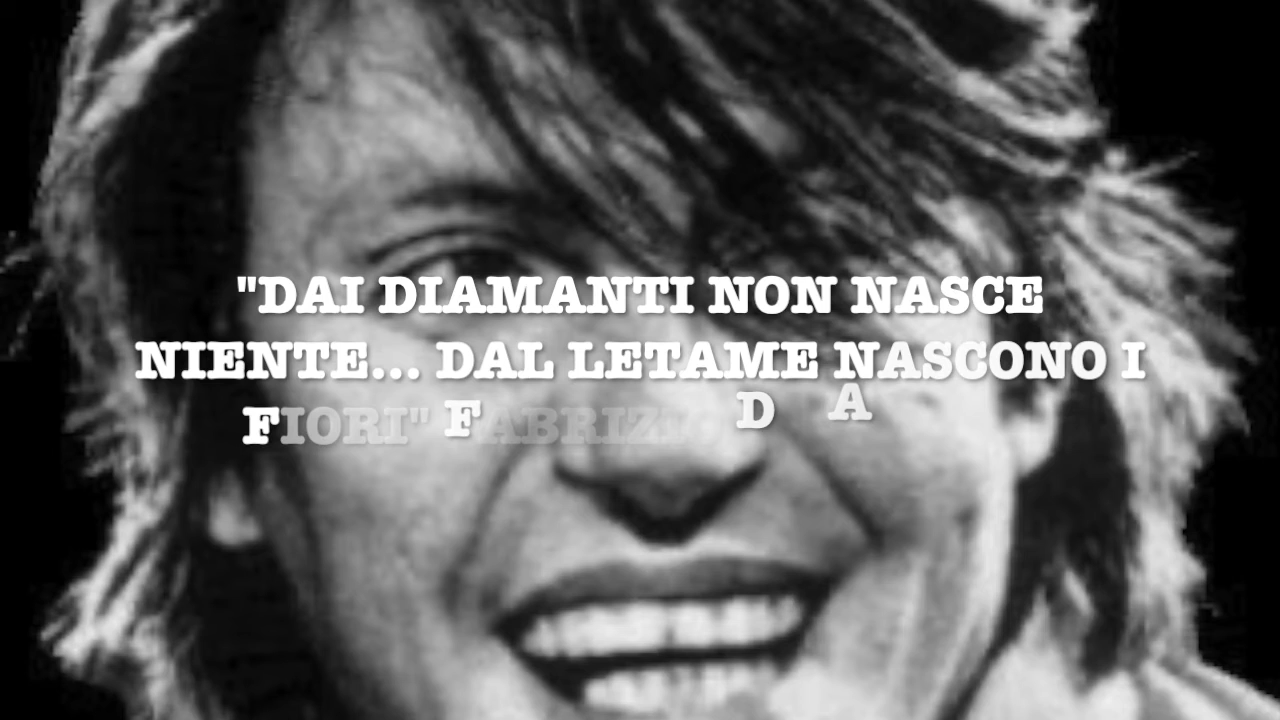 "DAI DIAMANTI NON NASCE
NIENTE... DAL LETAME NASCONO I
FIORI" FABRIZIO D A